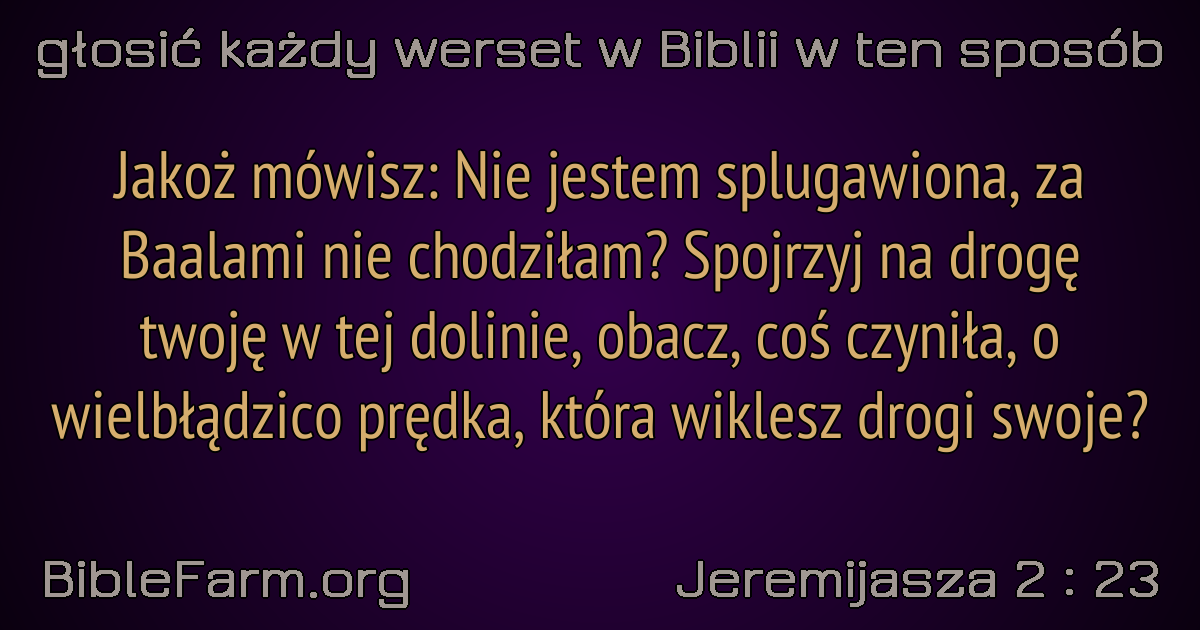 głosić każdy werset w Biblii w ten sposób
Jakoż mówisz: Nie jestem splugawiona, za
Baalami nie chodziłam? Spojrzyj na drogę
twoję w tej dolinie, obacz, coś czyniła, o
wielbłądzico prędka, która wiklesz drogi swoje?
BibleFarm.org
Jeremijasza 2 : 23